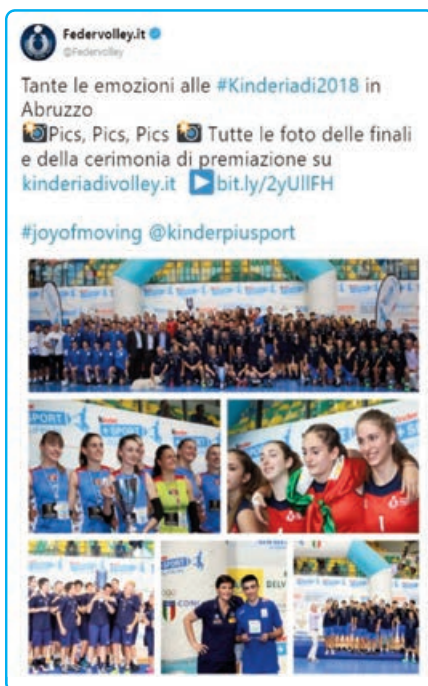 Federvolley.it
@Federvolley
Tante le emozioni alle #Kinderiadi2018 in
Abruzzo
📷Pics, Pics, Pics 📷 Tutte le foto delle finali
e della cerimonia di premiazione su
kinderiadivolley.it ▶bit.ly/2yUllFH
#joyofmoving @kinderpiusport
SPORT